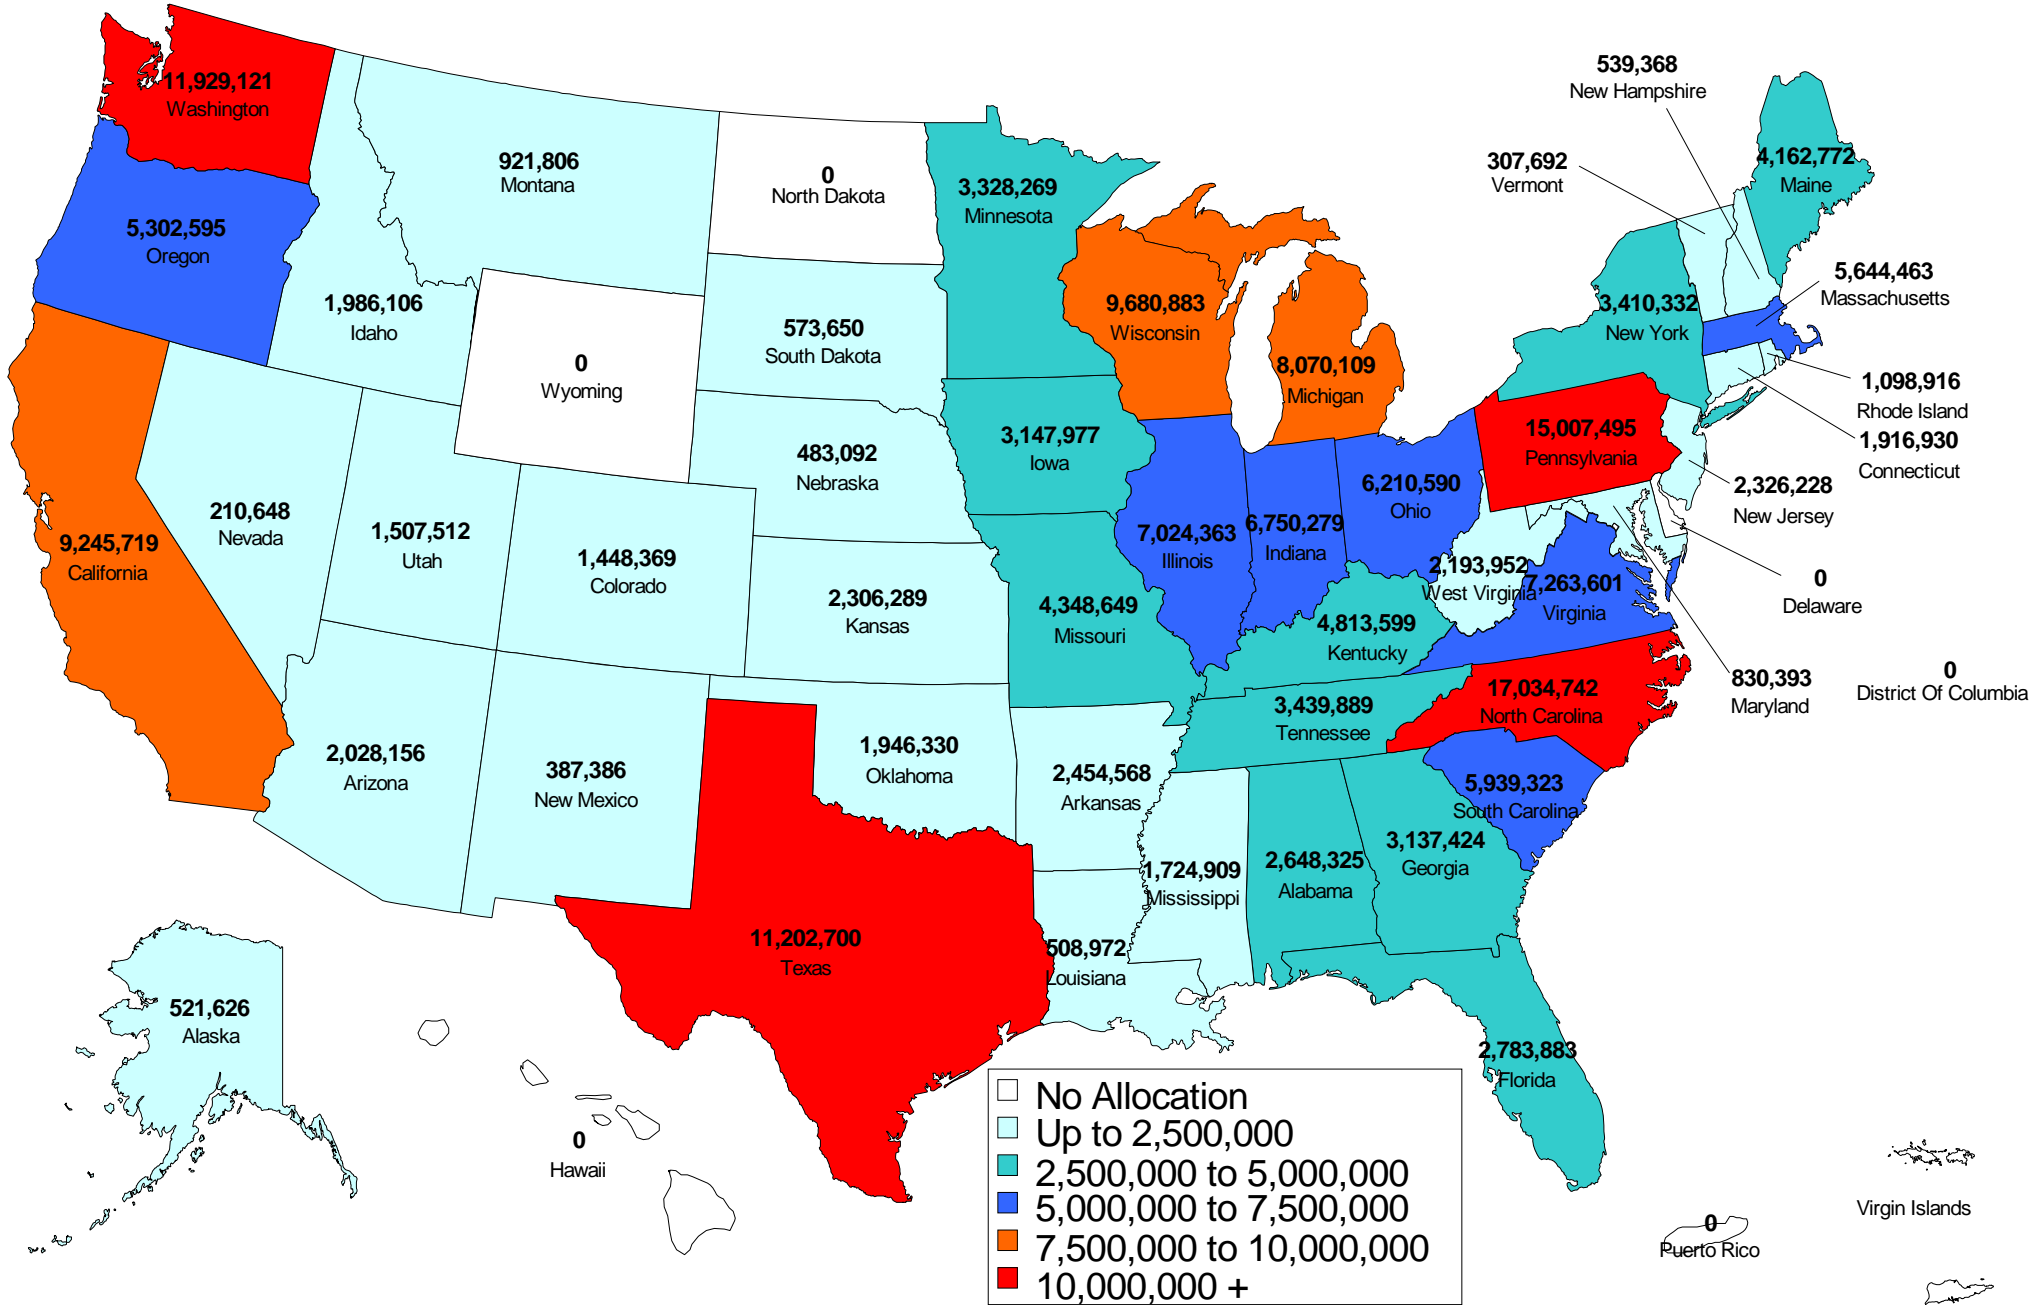 11,929,121
Washington
5,302,595
Oregon
9,245,719
California
1,986,106
Idaho
210,648
Nevada
921,806
Montana
0
Wyoming
1,507,512
Utah
1,448,369
Colorado
2,028,156
Arizona
387,386
New Mexico
0
North Dakota
573,650
South Dakota
483,092
Nebraska
2,306,289
Kansas
1,946,330
Oklahoma
11,202,700
Texas
3,328,269
Minnesota
3,147,977
Iowa
4,348,649
Missouri
2,454,568
Arkansas
508,972
Louisiana
9,680,883
Wisconsin
8,070,109
Michigan
7,024,363
Illinois
6,750,279
Indiana
6,210,590
Ohio
4,813,599
Kentucky
3,439,889
Tennessee
1,724,909
Mississippi
2,648,325
Alabama
3,137,424
Georgia
2,783,883
Florida
5,939,323
South Carolina
17,034,742
North Carolina
7,263,601
Virginia
2,193,952
West Virginia
15,007,495
Pennsylvania
3,410,332
New York
307,692
Vermont
539,368
New Hampshire
4,162,772
Maine
5,644,463
Massachusetts
1,098,916
Rhode Island
1,916,930
Connecticut
2,326,228
New Jersey
0
Delaware
830,393
Maryland
0
District Of Columbia
521,626
Alaska
0
Hawaii
Virgin Islands
0
Puerto Rico
No Allocation
Up to 2,500,000
2,500,000 to 5,000,000
5,000,000 to 7,500,000
7,500,000 to 10,000,000
10,000,000 +